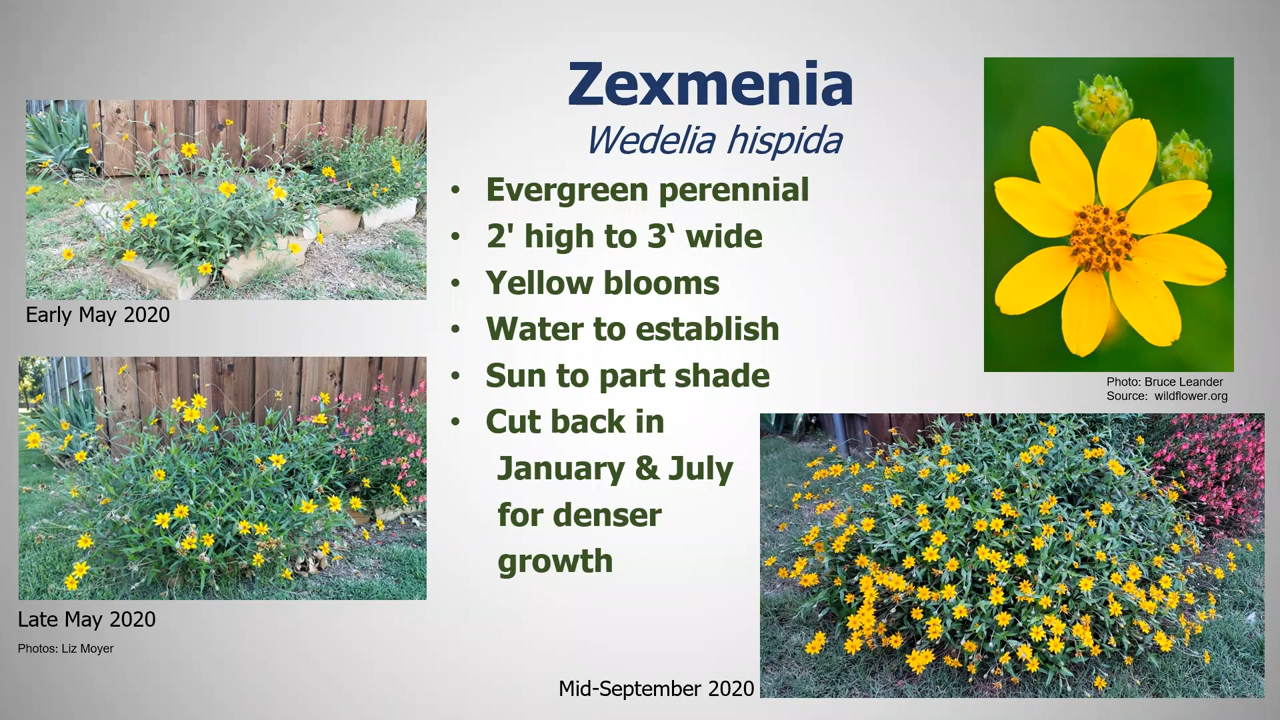 Zexmenia
Wedelia hispida
• Evergreen perennial
• 2' high to 3‘ wide
• Yellow blooms
• Water to establish
• Sun to part shade
• Cut back in
January & July
for denser
growth
Early May 2020
Late May 2020
Photos: Liz Moyer
Photo: Bruce Leander
Source:  wildflower.org
Mid-September 2020